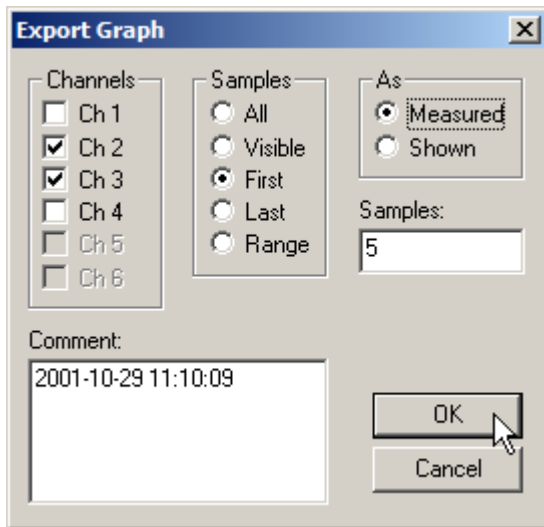 Export Graph
Channels
Ch 1
Ch 2
Ch 3
Ch 4
Ch 5
Ch 6
Samples
All
Visible
First
Last
Range
As
Measured
Shown
Samples:
5
Comment:
2001-10-29 11:10:09
OK
Cancel